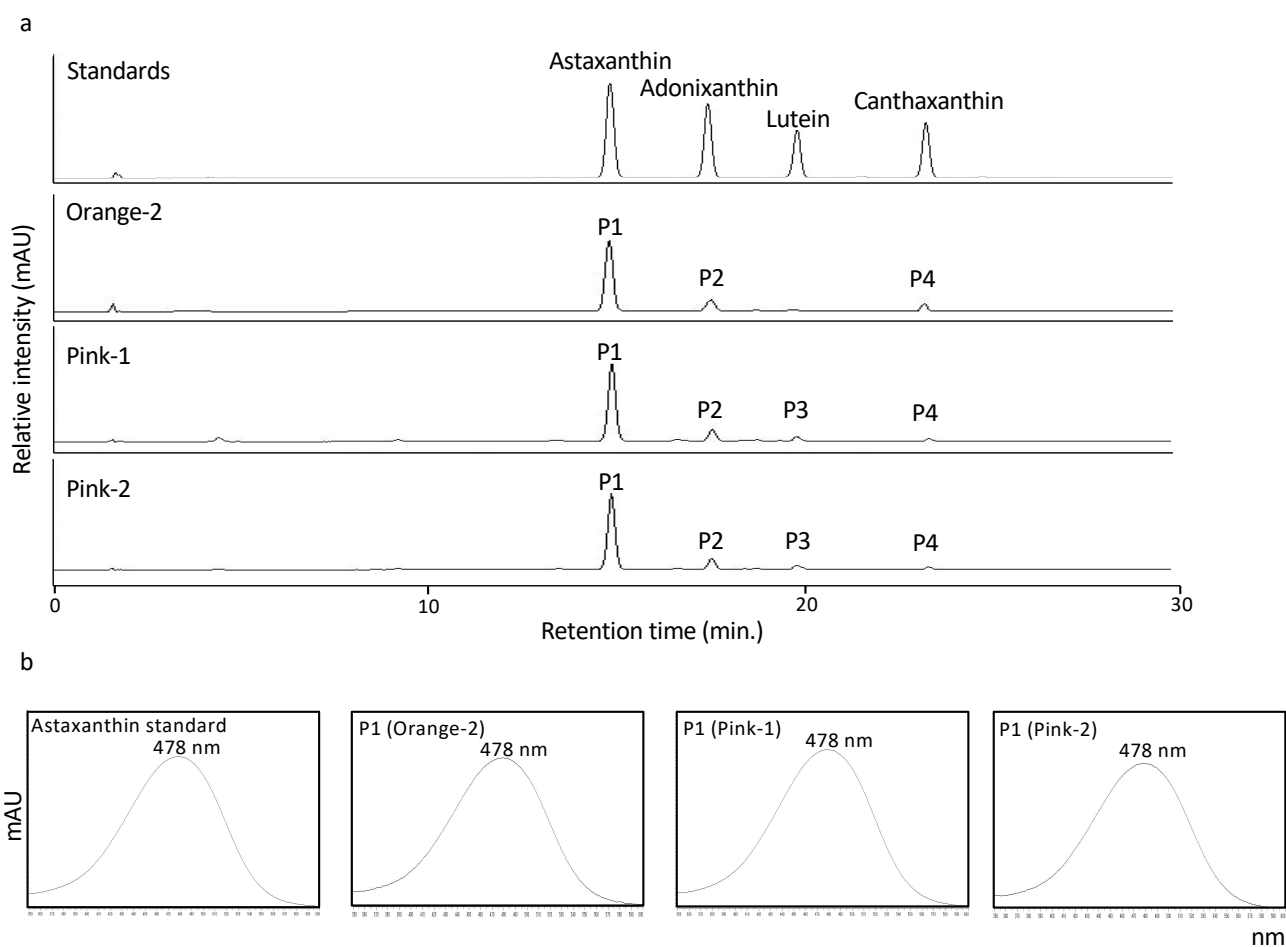 a
Standards
Astaxanthin
Adonixanthin
Lutein
Canthaxanthin
Orange-2
P1
P2
P4
Pink-1
P1
P2
P3
P4
Pink-2
P1
P2
P3
P4
Relative intensity (mAU)
0
10
20
30
Retention time (min.)
b
Astaxanthin standard
478 nm
P1 (Orange-2)
478 nm
P1 (Pink-1)
478 nm
P1 (Pink-2)
478 nm
mAU
nm